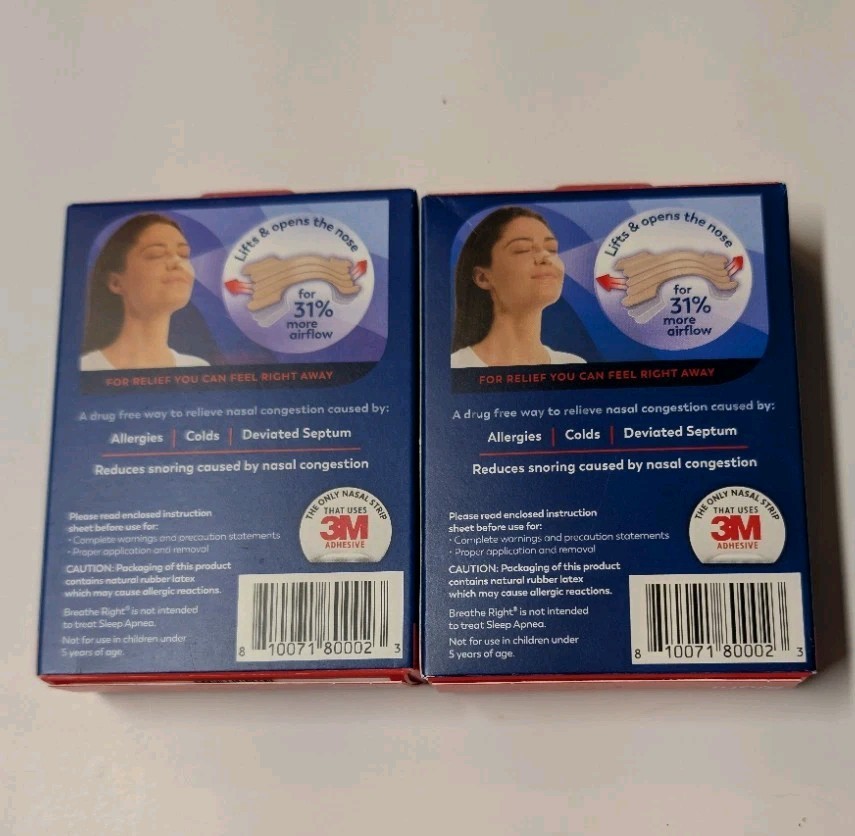 Lifts & opens the nose
for
31%
more
airflow
FOR RELIEF YOU CAN FEEL RIGHT AWAY
A drug free way to relieve nasal congestion caused by:
Allergies | Colds | Deviated Septum
Reduces snoring caused by nasal congestion
Please read enclosed instruction
sheet before use for:
· Complete warnings and precaution statements
· Proper application and removal
CAUTION: Packaging of this product
contains natural rubber latex
which may cause allergic reactions.
Breathe Right® is not intended
to treat Sleep Apnea.
Not for use in children under
5 years of age.
THE ONLY NASAL STRIP
THAT USES
3M
ADHESIVE
8 10071 80002 3
Lifts & opens the nose
for
31%
more
airflow
FOR RELIEF YOU CAN FEEL RIGHT AWAY
A drug free way to relieve nasal congestion caused by:
Allergies | Colds | Deviated Septum
Reduces snoring caused by nasal congestion
Please read enclosed instruction
sheet before use for:
· Complete warnings and precaution statements
· Proper application and removal
CAUTION: Packaging of this product
contains natural rubber latex
which may cause allergic reactions.
Breathe Right® is not intended
to treat Sleep Apnea.
Not for use in children under
5 years of age.
THE ONLY NASAL STRIP
THAT USES
3M
ADHESIVE
8 10071 80002 3